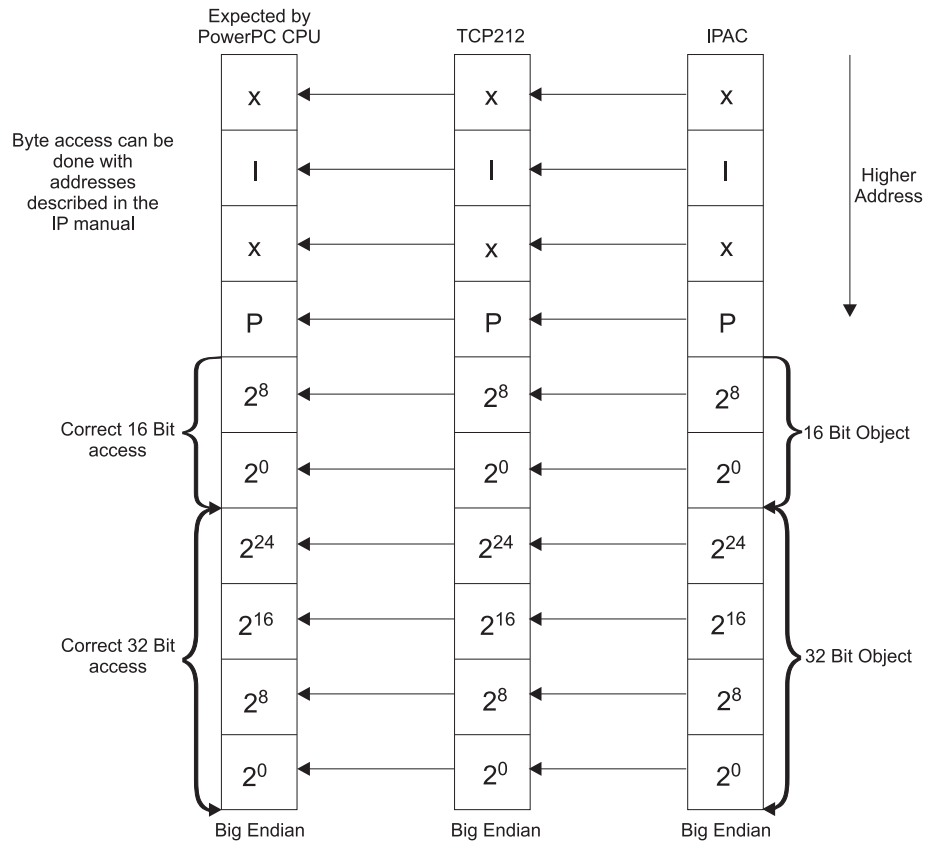 Expected by
PowerPC CPU
TCP212
IPAC
x
x
x
Byte access can be
done with
addresses
described in the
IP manual
I
I
I
Higher
Address
x
x
x
P
P
P
2^8
2^8
2^8
Correct 16 Bit
access
16 Bit Object
2^0
2^0
2^0
2^24
2^24
2^24
2^16
2^16
2^16
Correct 32 Bit
access
32 Bit Object
2^8
2^8
2^8
2^0
2^0
2^0
Big Endian
Big Endian
Big Endian